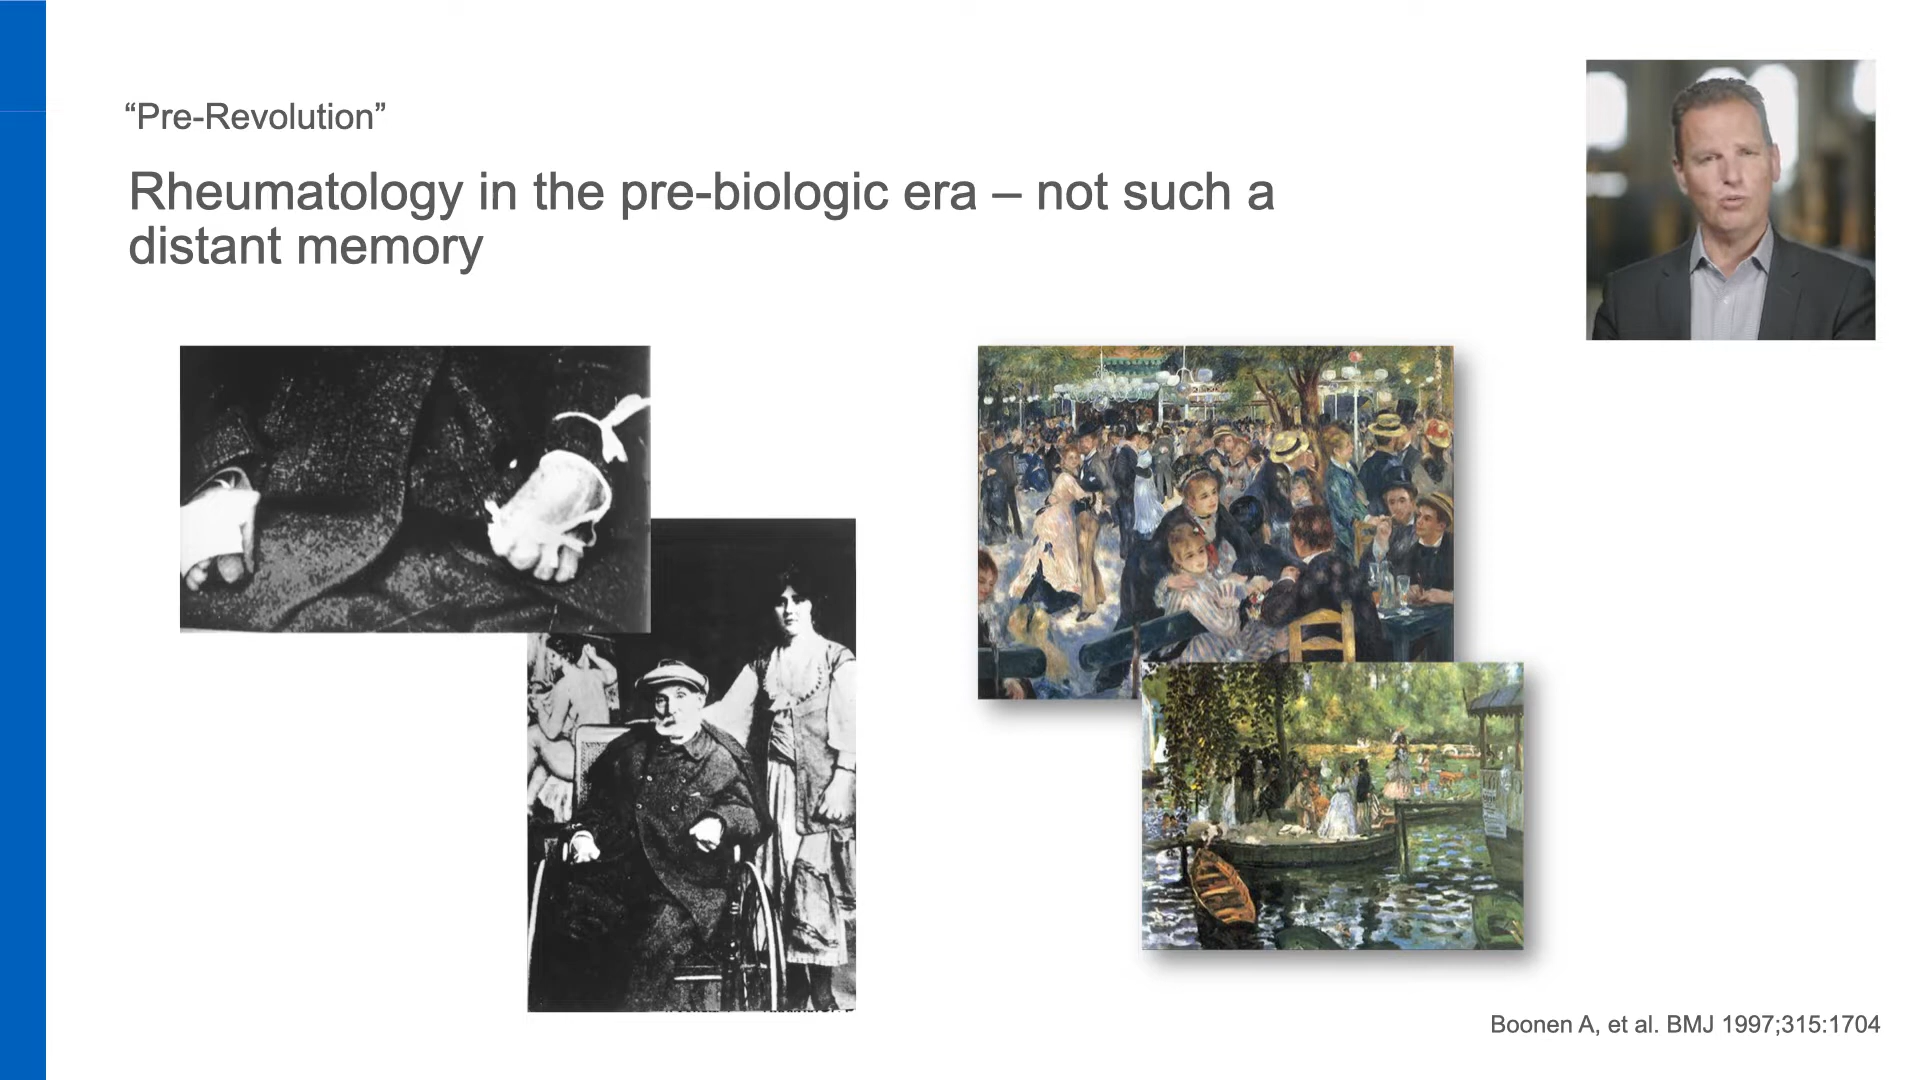 “Pre-Revolution”
Rheumatology in the pre-biologic era – not such a
distant memory
Boonen A, et al. BMJ 1997;315:1704